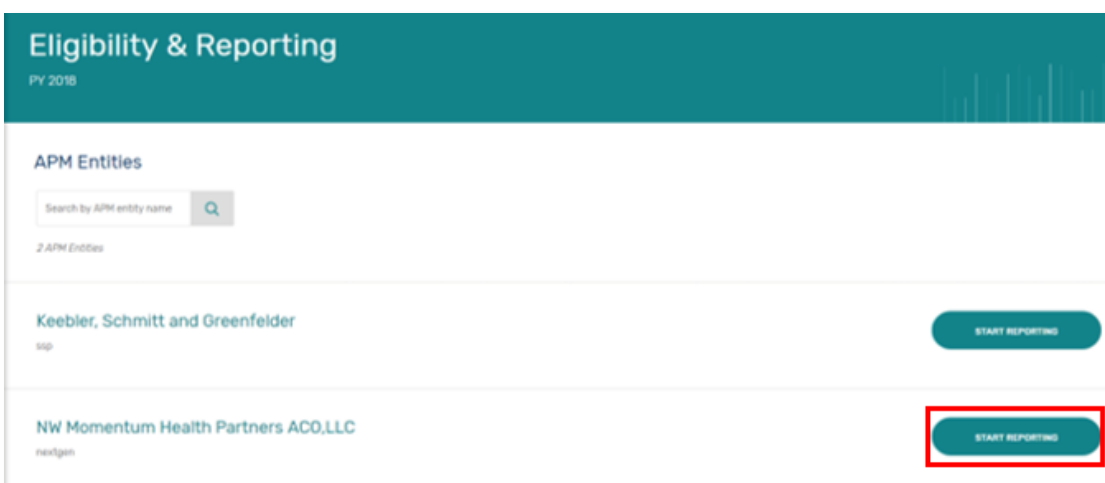 Eligibility & Reporting
PY 2018
APM Entities
Search by APM entity name
2 APM Entities
Keebler, Schmitt and Greenfelder
START REPORTING
ssp
NW Momentum Health Partners ACO,LLC
START REPORTING
nextgen